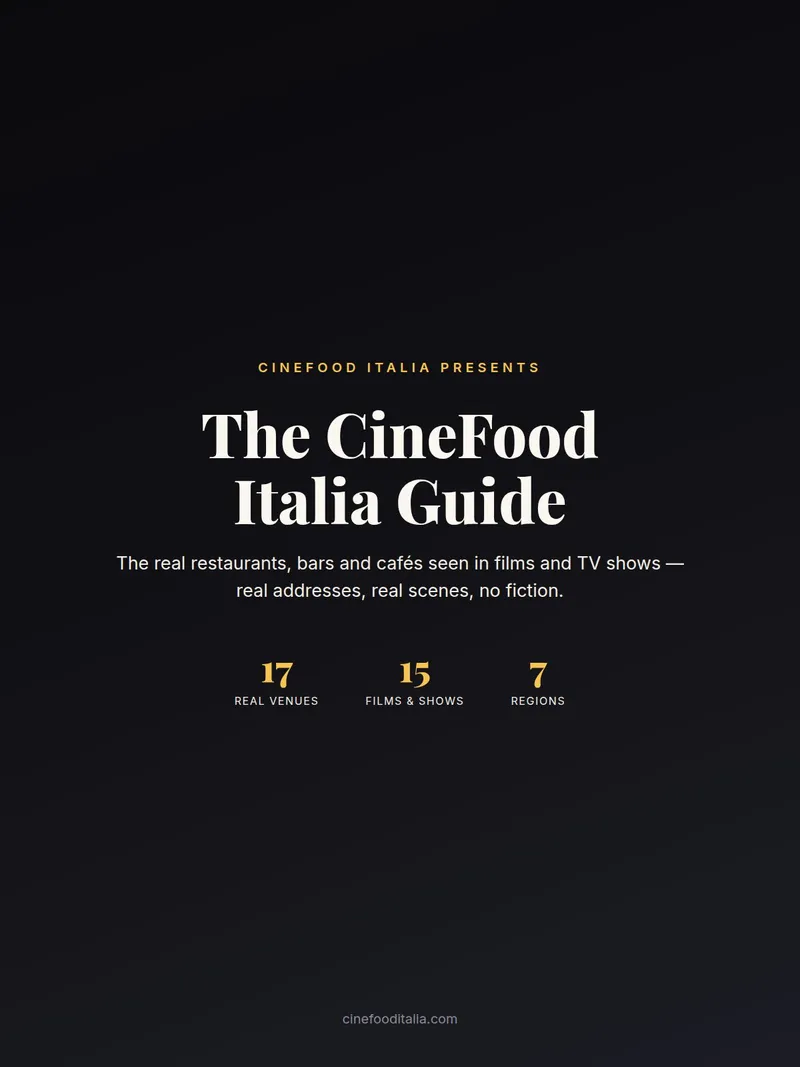 CINEFOOD ITALIA PRESENTS
The CineFood
Italia Guide
The real restaurants, bars and cafés seen in films and TV shows —
real addresses, real scenes, no fiction.
17 15 7
REAL VENUES FILMS & SHOWS REGIONS
cinefooditalia.com